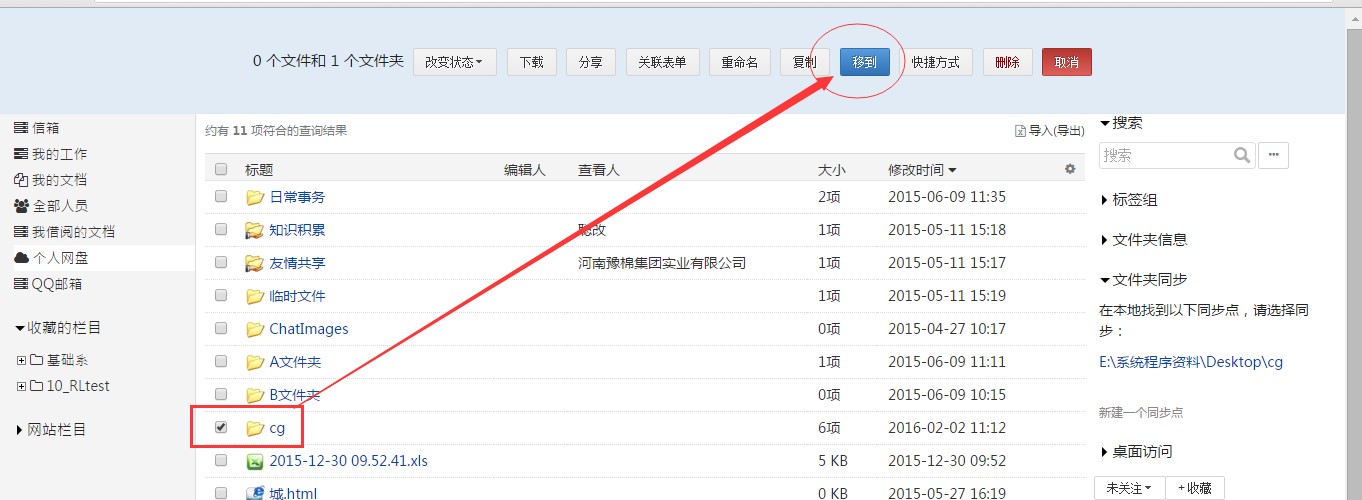 0 个文件和 1 个文件夹 改变状态 下载 分享 关联表单 重命名 复制 移到 快捷方式 删除 取消
信箱
我的工作
我的文档
全部人员
我借阅的文档
个人网盘
QQ邮箱
收藏的栏目
基础系
10_RLtest
网站栏目
约有 11 项符合的查询结果 导入(导出)
标题 编辑人 查看人 大小 修改时间
日常事务 2项 2015-06-09 11:35
知识积累 聪改 1项 2015-05-11 15:18
友情共享 河南豫棉集团实业有限公司 1项 2015-05-11 15:17
临时文件 1项 2015-05-11 15:19
ChatImages 0项 2015-04-27 10:17
A文件夹 1项 2015-06-09 11:11
B文件夹 0项 2015-06-09 10:15
cg 6项 2016-02-02 11:12
2015-12-30 09.52.41.xls 5 KB 2015-12-30 09:52
城.html 0 KB 2015-05-27 16:19
搜索
搜索
标签组
文件夹信息
文件夹同步
在本地找到以下同步点，请选择同
步：
E:\系统程序资料\Desktop\cg
新建一个同步点
桌面访问
未关注 +收藏